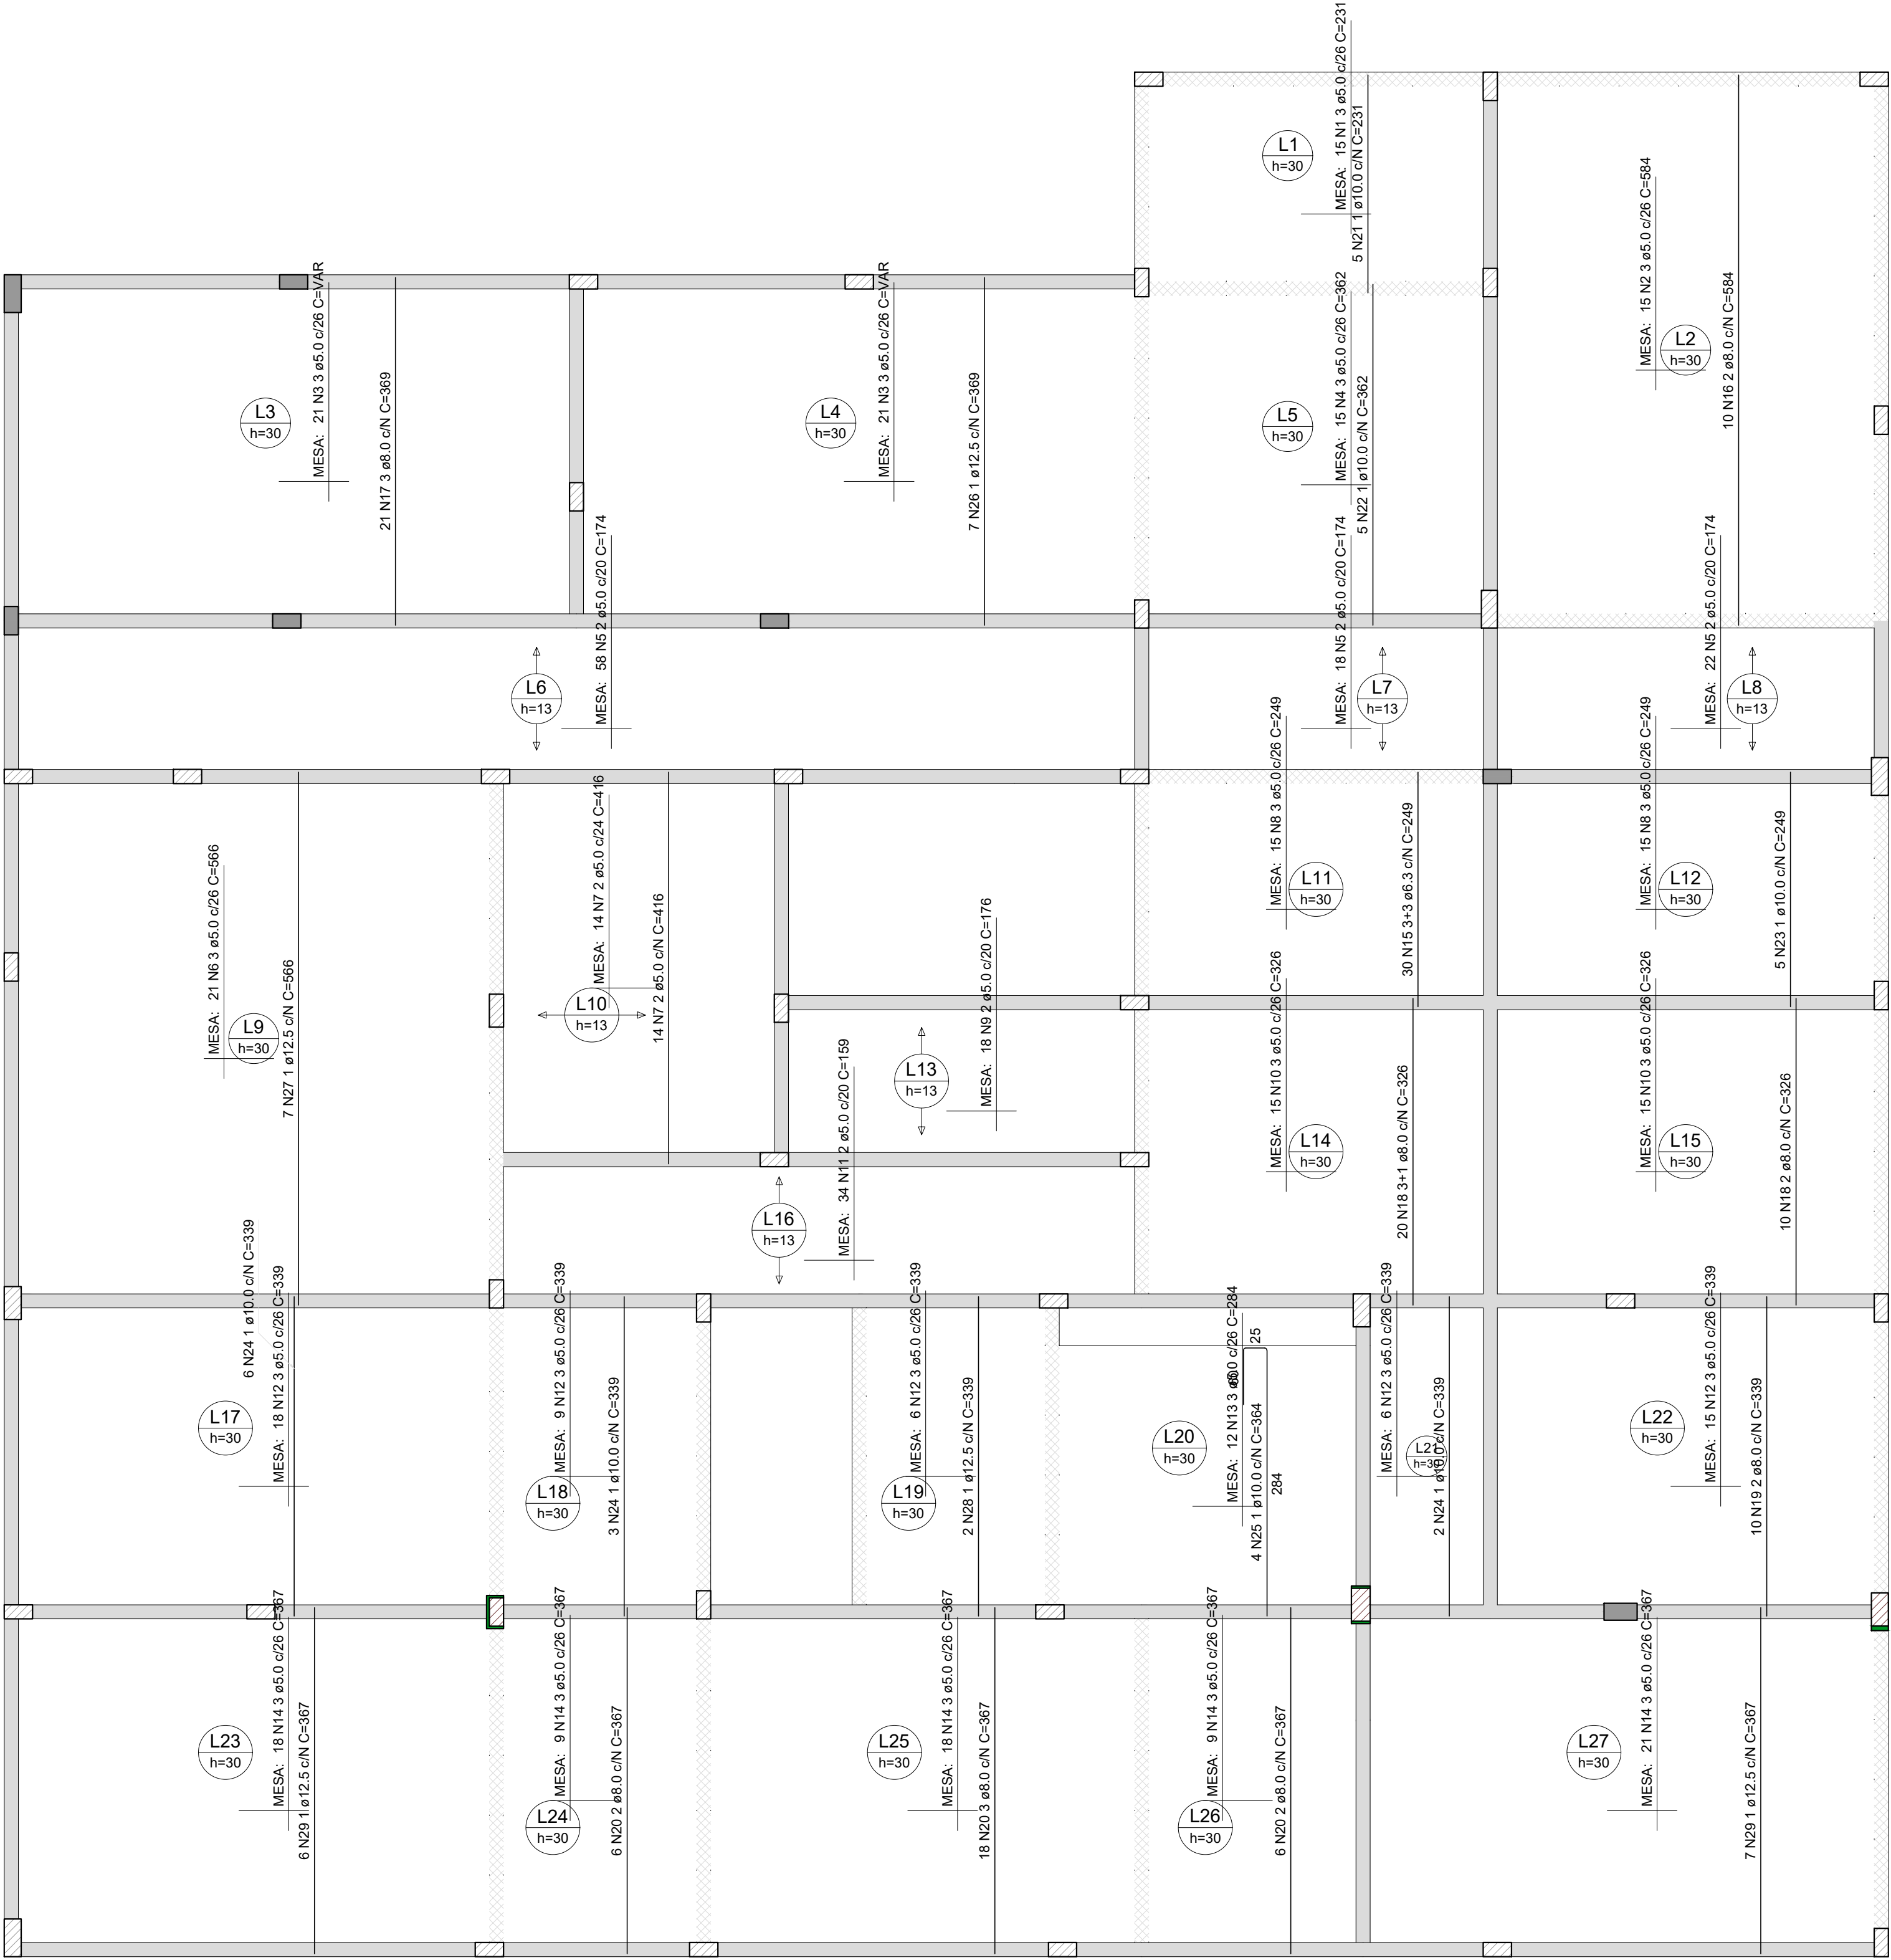 MESA: 15 N1 3 ø5.0 c/26 C=231
5 N21 1 ø10.0 c/N C=231
L1
h=30
MESA: 15 N2 3 ø5.0 c/26 C=584
10 N16 2 ø8.0 c/N C=584
L2
h=30
MESA: 21 N3 3 ø5.0 c/26 C=VAR
21 N17 3 ø8.0 c/N C=369
L3
h=30
MESA: 21 N3 3 ø5.0 c/26 C=VAR
7 N26 1 ø12.5 c/N C=369
L4
h=30
MESA: 15 N4 3 ø5.0 c/26 C=362
5 N22 1 ø10.0 c/N C=362
L5
h=30
MESA: 58 N5 2 ø5.0 c/20 C=174
L6
h=13
MESA: 18 N5 2 ø5.0 c/20 C=174
L7
h=13
MESA: 22 N5 2 ø5.0 c/20 C=174
L8
h=13
MESA: 21 N6 3 ø5.0 c/26 C=566
7 N27 1 ø12.5 c/N C=566
L9
h=30
MESA: 14 N7 2 ø5.0 c/24 C=416
14 N7 2 ø5.0 c/N C=416
L10
h=13
MESA: 15 N8 3 ø5.0 c/26 C=249
30 N15 3+3 ø6.3 c/N C=249
L11
h=30
MESA: 15 N8 3 ø5.0 c/26 C=249
5 N23 1 ø10.0 c/N C=249
L12
h=30
MESA: 18 N9 2 ø5.0 c/20 C=176
L13
h=13
MESA: 15 N10 3 ø5.0 c/26 C=326
20 N18 3+1 ø8.0 c/N C=326
L14
h=30
MESA: 15 N10 3 ø5.0 c/26 C=326
10 N18 2 ø8.0 c/N C=326
L15
h=30
MESA: 34 N11 2 ø5.0 c/20 C=159
L16
h=13
6 N24 1 ø10.0 c/N C=339
MESA: 18 N12 3 ø5.0 c/26 C=339
L17
h=30
MESA: 9 N12 3 ø5.0 c/26 C=339
3 N24 1 ø10.0 c/N C=339
L18
h=30
MESA: 6 N12 3 ø5.0 c/26 C=339
2 N28 1 ø12.5 c/N C=339
L19
h=30
MESA: 12 N13 3 ø5.0 c/26 C=284
25
4 N25 1 ø10.0 c/N C=364
284
L20
h=30
MESA: 6 N12 3 ø5.0 c/26 C=339
2 N24 1 ø10.0 c/N C=339
L21
h=30
MESA: 15 N12 3 ø5.0 c/26 C=339
10 N19 2 ø8.0 c/N C=339
L22
h=30
MESA: 18 N14 3 ø5.0 c/26 C=367
6 N29 1 ø12.5 c/N C=367
L23
h=30
MESA: 9 N14 3 ø5.0 c/26 C=367
6 N20 2 ø8.0 c/N C=367
L24
h=30
MESA: 18 N14 3 ø5.0 c/26 C=367
18 N20 3 ø8.0 c/N C=367
L25
h=30
MESA: 9 N14 3 ø5.0 c/26 C=367
6 N20 2 ø8.0 c/N C=367
L26
h=30
MESA: 21 N14 3 ø5.0 c/26 C=367
7 N29 1 ø12.5 c/N C=367
L27
h=30